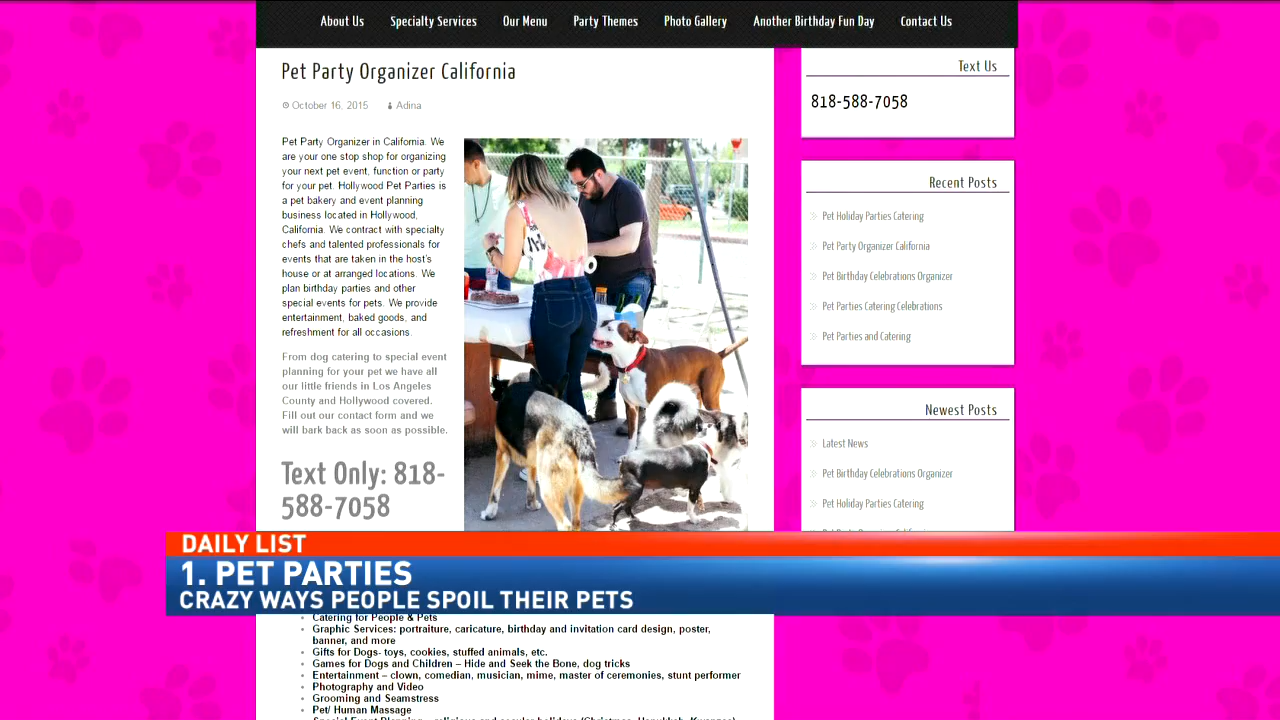 About Us Specialty Services Our Menu Party Themes Photo Gallery Another Birthday Fun Day Contact Us
Pet Party Organizer California
October 16, 2015 Adina
Pet Party Organizer in California. We
are your one stop shop for organizing
your next pet event, function or party
for your pet. Hollywood Pet Parties is
a pet bakery and event planning
business located in Hollywood,
California. We contract with specialty
chefs and talented professionals for
events that are taken in the host's
house or at arranged locations. We
plan birthday parties and other
special events for pets. We provide
entertainment, baked goods, and
refreshment for all occasions.
From dog catering to special event
planning for your pet we have all
our little friends in Los Angeles
County and Hollywood covered.
Fill out our contact form and we
will bark back as soon as possible.
Text Only: 818-
588-7058
Text Us
818-588-7058
Recent Posts
Pet Holiday Parties Catering
Pet Party Organizer California
Pet Birthday Celebrations Organizer
Pet Parties Catering Celebrations
Pet Parties and Catering
Newest Posts
Latest News
Pet Birthday Celebrations Organizer
Pet Holiday Parties Catering
DAILY LIST
1. PET PARTIES
CRAZY WAYS PEOPLE SPOIL THEIR PETS
Catering for People & Pets
Graphic Services: portraiture, caricature, birthday and invitation card design, poster,
banner, and more
Gifts for Dogs- toys, cookies, stuffed animals, etc.
Games for Dogs and Children – Hide and Seek the Bone, dog tricks
Entertainment – clown, comedian, musician, mime, master of ceremonies, stunt performer
Photography and Video
Grooming and Seamstress
Pet/ Human Massage
Special Event Planning – religious and secular holidays (Christmas, Hanukkah, Kwanzaa)